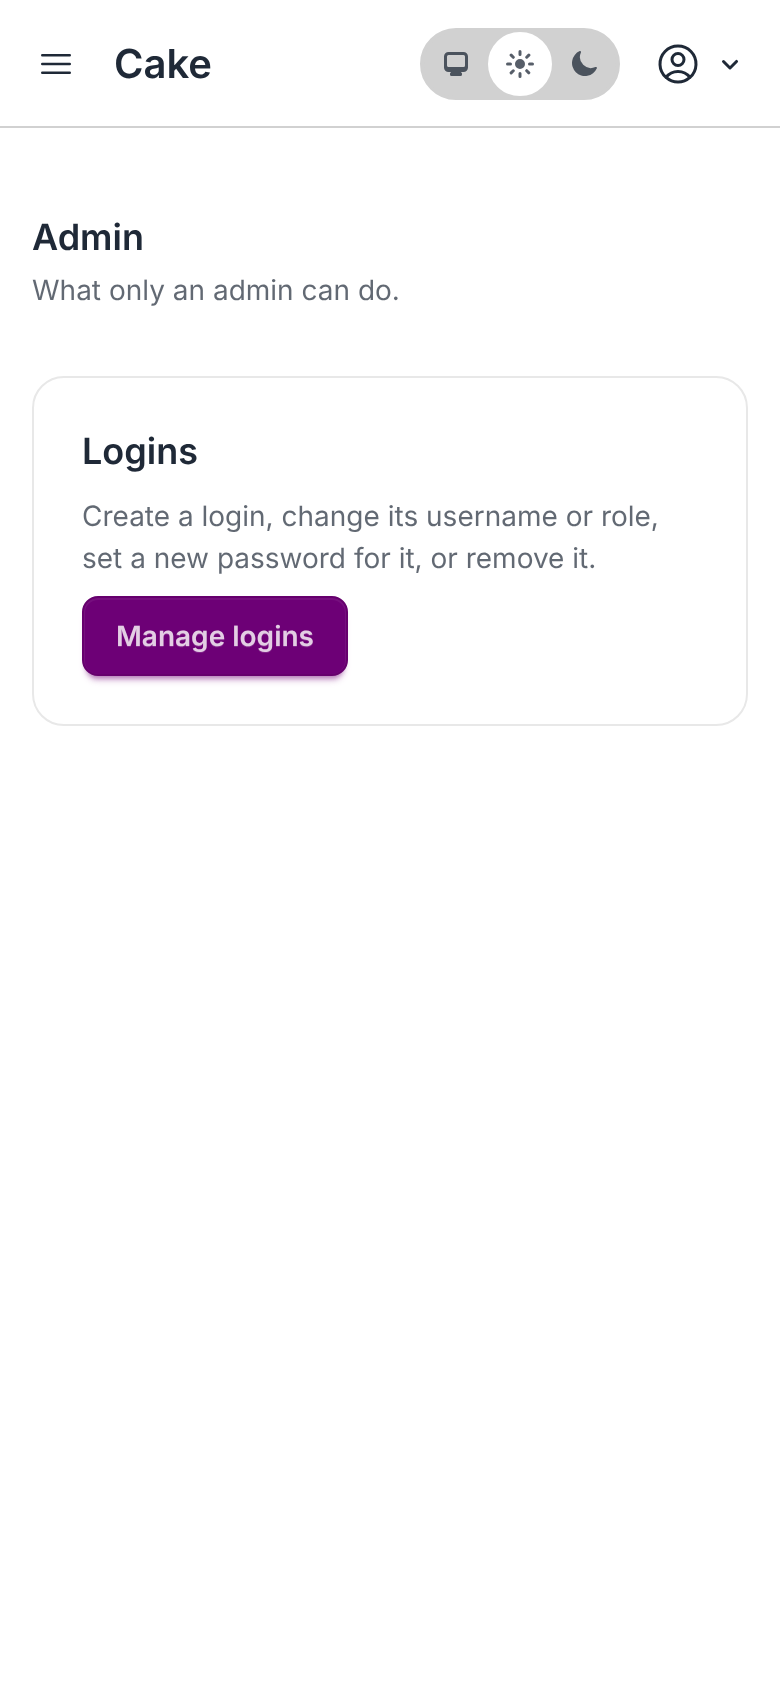 Cake
Admin
What only an admin can do.
Logins
Create a login, change its username or role,
set a new password for it, or remove it.
Manage logins